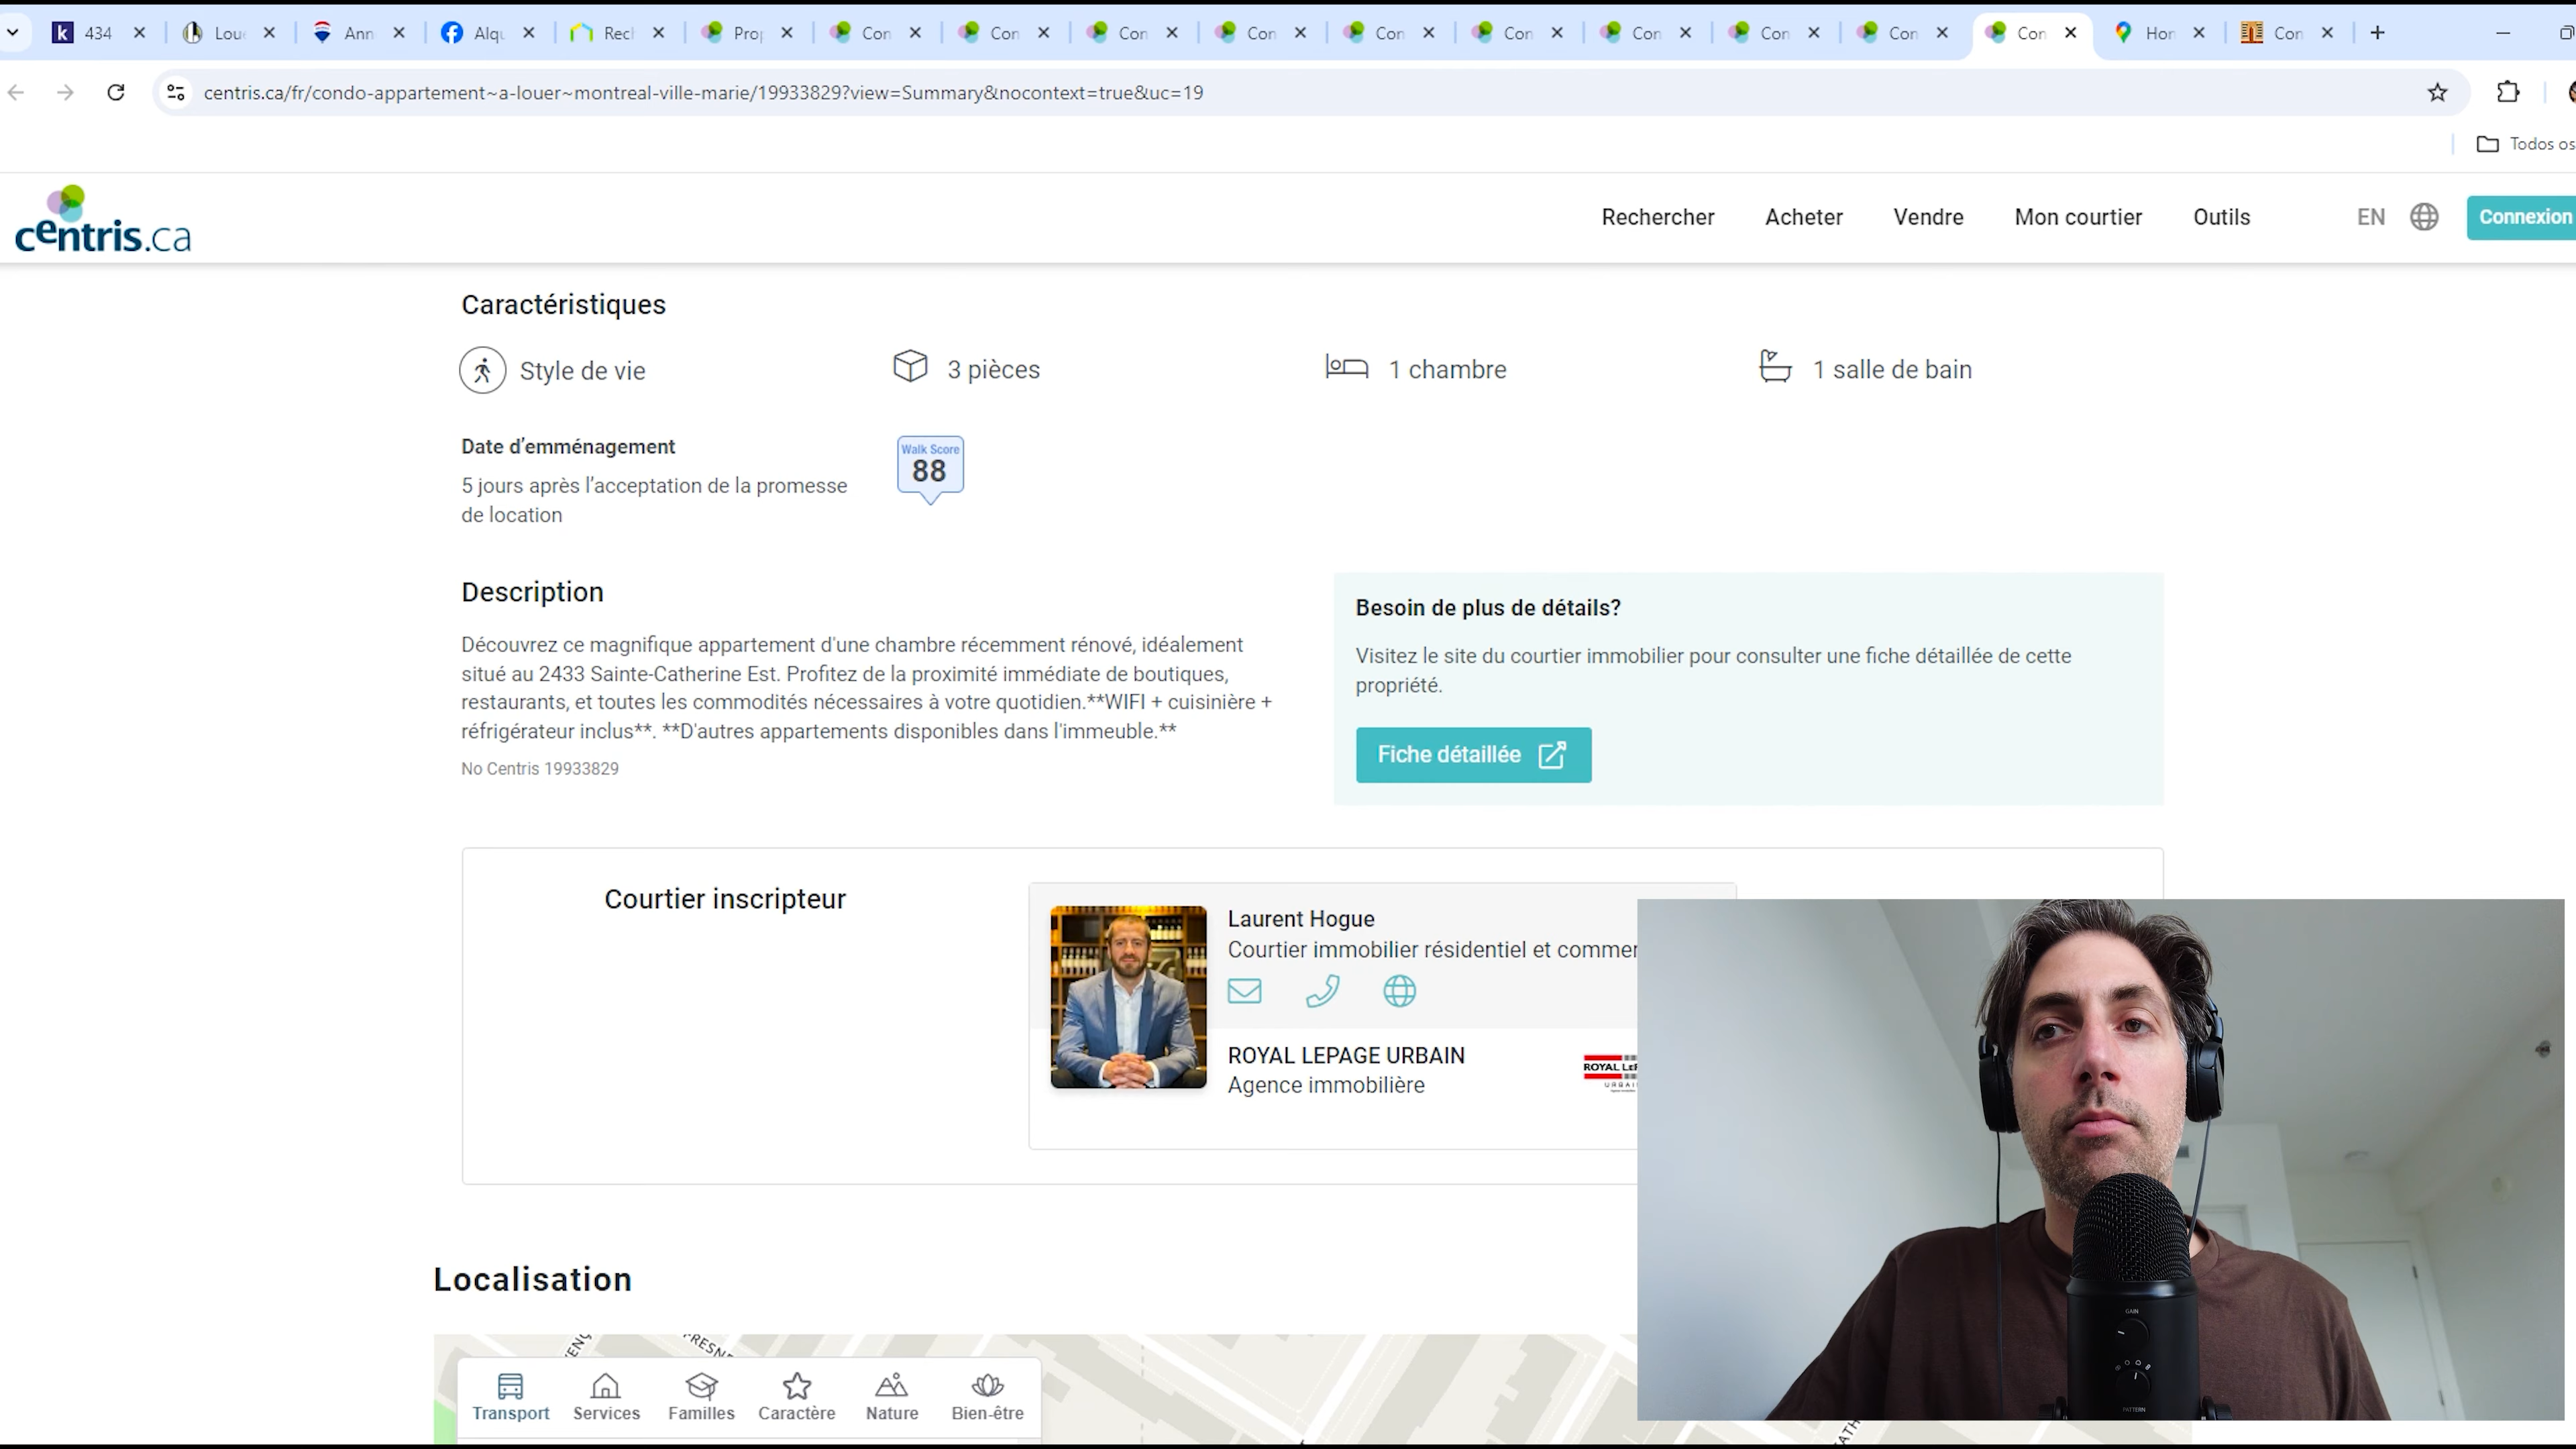 434
Lou
Ann
Alq
Rec
Pro
Con
Con
Con
Con
Con
Con
Con
Con
Con
Con
Hor
Con
centris.ca/fr/condo-appartement~a-louer~montreal-ville-marie/19933829?view=Summary&nocontext=true&uc=19
Todos os
centris.ca
Rechercher Acheter Vendre Mon courtier Outils EN Connexion
Caractéristiques
Style de vie 3 pièces 1 chambre 1 salle de bain
Date d’emménagement
5 jours après l’acceptation de la promesse
de location
Walk Score
88
Description
Découvrez ce magnifique appartement d'une chambre récemment rénové, idéalement
situé au 2433 Sainte-Catherine Est. Profitez de la proximité immédiate de boutiques,
restaurants, et toutes les commodités nécessaires à votre quotidien.**WIFI + cuisinière +
réfrigérateur inclus**. **D'autres appartements disponibles dans l'immeuble.**
No Centris 19933829
Besoin de plus de détails?
Visitez le site du courtier immobilier pour consulter une fiche détaillée de cette
propriété.
Fiche détaillée
Courtier inscripteur
Laurent Hogue
Courtier immobilier résidentiel et commer
ROYAL LEPAGE URBAIN
Agence immobilière
ROYAL LEP
URBAI
Localisation
FRESNE
Transport Services Familles Caractère Nature Bien-être
GAIN
PATTERN